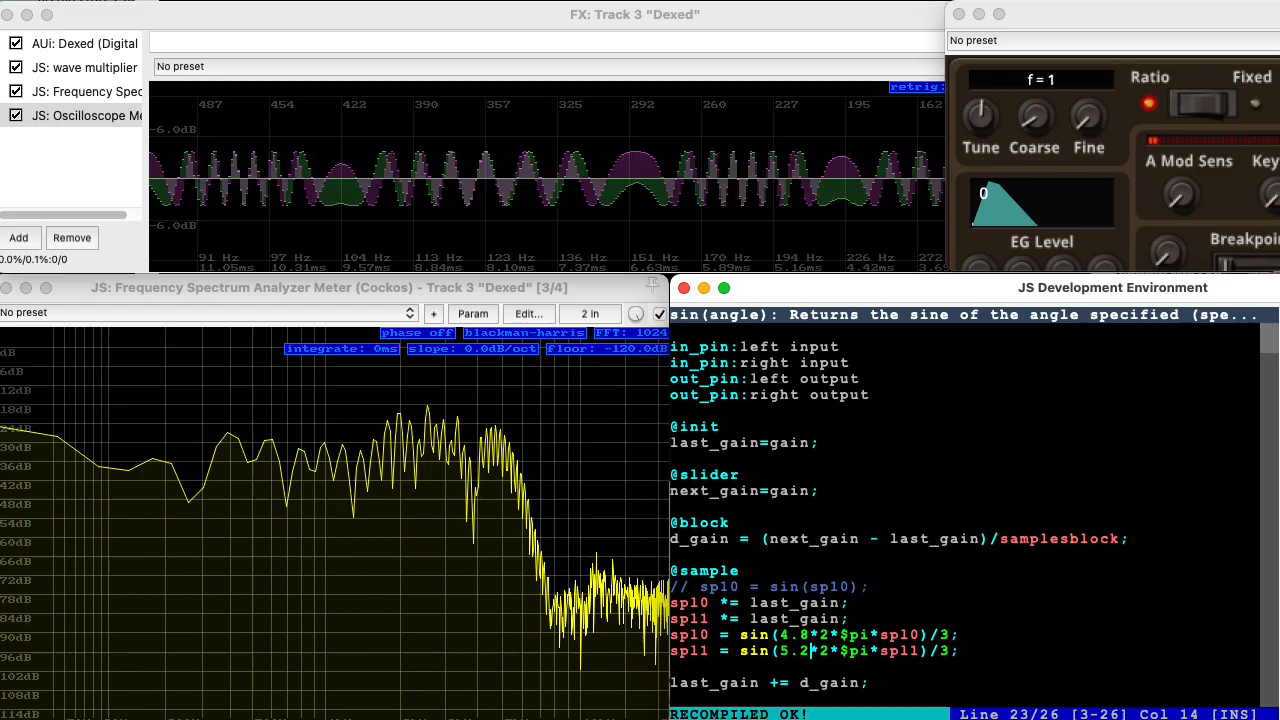 FX: Track 3 "Dexed"
AUi: Dexed (Digital
JS: wave multiplier
JS: Frequency Spec
JS: Oscilloscope Me
Add
Remove
0.0%/0.1%:0/0
No preset
retrig:
487 454 422 390 357 325 292 260 227 195 162
-6.0dB
-6.0dB
91 Hz 97 Hz 104 Hz 113 Hz 123 Hz 135 Hz 151 Hz 170 Hz 194 Hz 226 Hz 272
11.05ms 10.31ms 9.57ms 8.84ms 8.10ms 7.37ms 6.63ms 5.89ms 5.16ms 4.42ms 3.69
No preset
f = 1
Ratio
Fixed
Tune
Coarse
Fine
A Mod Sens
Key
0
EG Level
Breakpoin
JS: Frequency Spectrum Analyzer Meter (Cockos) - Track 3 "Dexed" [3/4]
No preset
+
Param
Edit...
2 in
phase off
blackman-harris
FFT: 1024
integrate: 0ms
slope: 0.0dB/oct
floor: -120.0dB
dB
6dB
12dB
18dB
24dB
30dB
36dB
42dB
48dB
54dB
60dB
66dB
72dB
78dB
84dB
90dB
96dB
102dB
108dB
JS Development Environment
sin(angle): Returns the sine of the angle specified (spe...
in_pin:left input
in_pin:right input
out_pin:left output
out_pin:right output
@init
last_gain=gain;
@slider
next_gain=gain;
@block
d_gain = (next_gain - last_gain)/samplesblock;
@sample
// spl0 = sin(spl0);
spl0 *= last_gain;
spl1 *= last_gain;
spl0 = sin(4.8*2*$pi*spl0)/3;
spl1 = sin(5.2*2*$pi*spl1)/3;
last_gain += d_gain;
RECOMPILED OK!
Line 23/26 [3-26] Col 14 [INS]